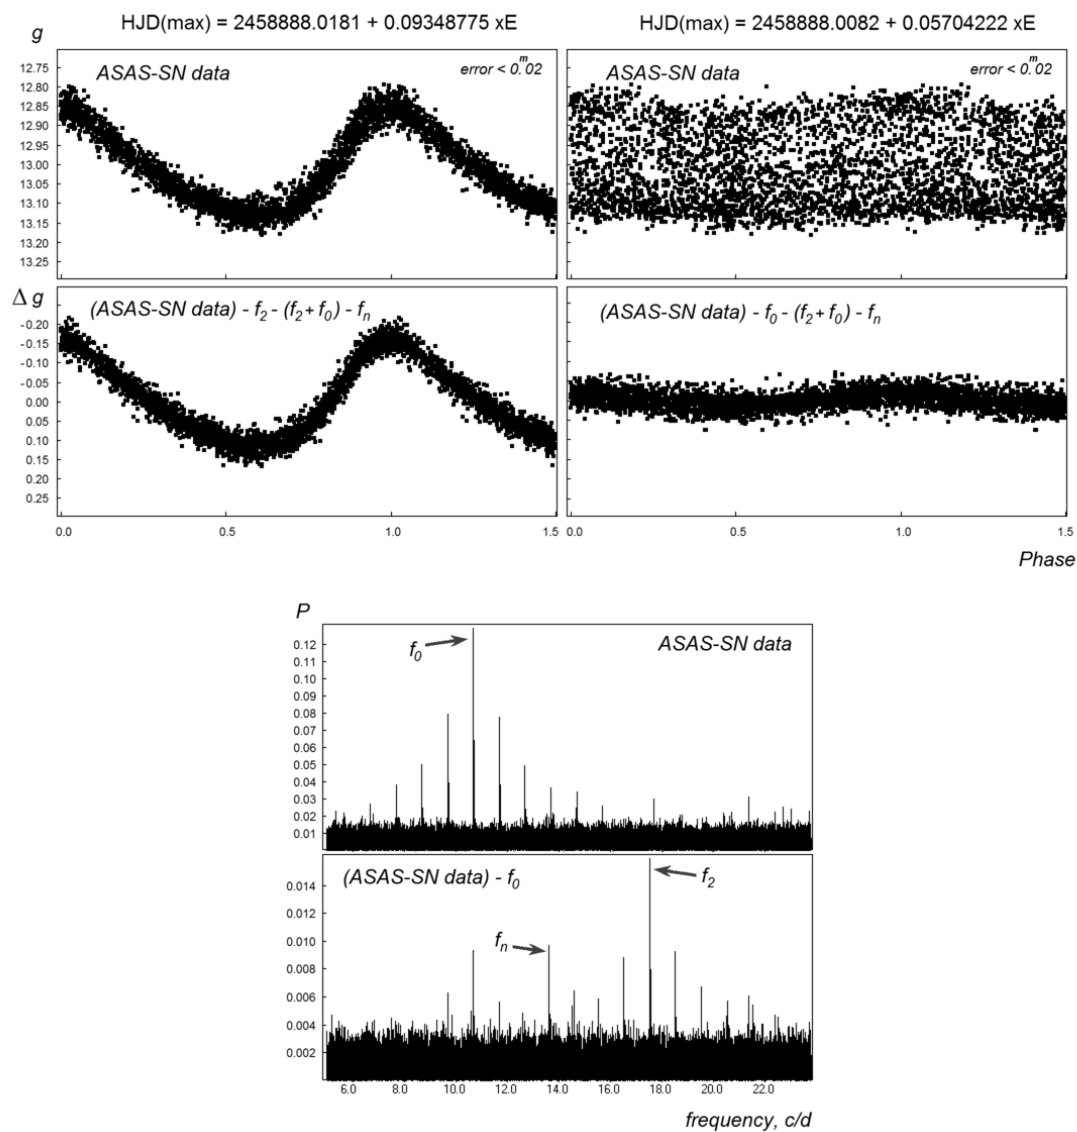 HJD(max) = 2458888.0181 + 0.09348775 xE
HJD(max) = 2458888.0082 + 0.05704222 xE
g
ASAS-SN data
error < 0.ᵐ02
ASAS-SN data
error < 0.ᵐ02
12.75
12.80
12.85
12.90
12.95
13.00
13.05
13.10
13.15
13.20
13.25
Δ g
(ASAS-SN data) - f₂ - (f₂+ f₀) - fₙ
(ASAS-SN data) - f₀ - (f₂+ f₀) - fₙ
-0.20
-0.15
-0.10
-0.05
0.00
0.05
0.10
0.15
0.20
0.25
0.0 0.5 1.0 1.5
0.0 0.5 1.0 1.5
Phase
P
f₀
ASAS-SN data
0.12
0.11
0.10
0.09
0.08
0.07
0.06
0.05
0.04
0.03
0.02
0.01
(ASAS-SN data) - f₀
f₂
fₙ
0.014
0.012
0.010
0.008
0.006
0.004
0.002
6.0 8.0 10.0 12.0 14.0 16.0 18.0 20.0 22.0
frequency, c/d